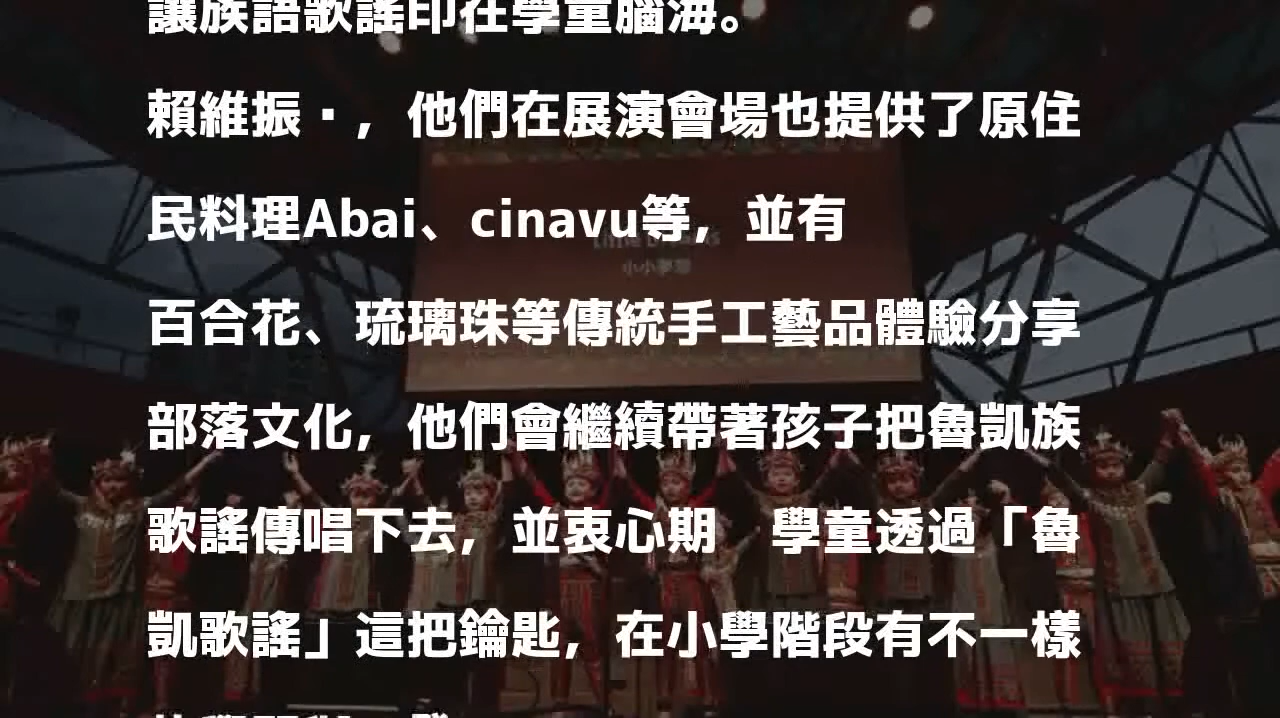 讓族語歌謠印在學童腦海。
賴維振·，他們在展演會場也提供了原住
民料理Abai、cinavu等，並有
小小夢想
百合花、琉璃珠等傳統手工藝品體驗分享
部落文化，他們會繼續帶著孩子把魯凱族
歌謠傳唱下去，並衷心期　學童透過「魯
凱歌謠」這把鑰匙，在小學階段有不一樣